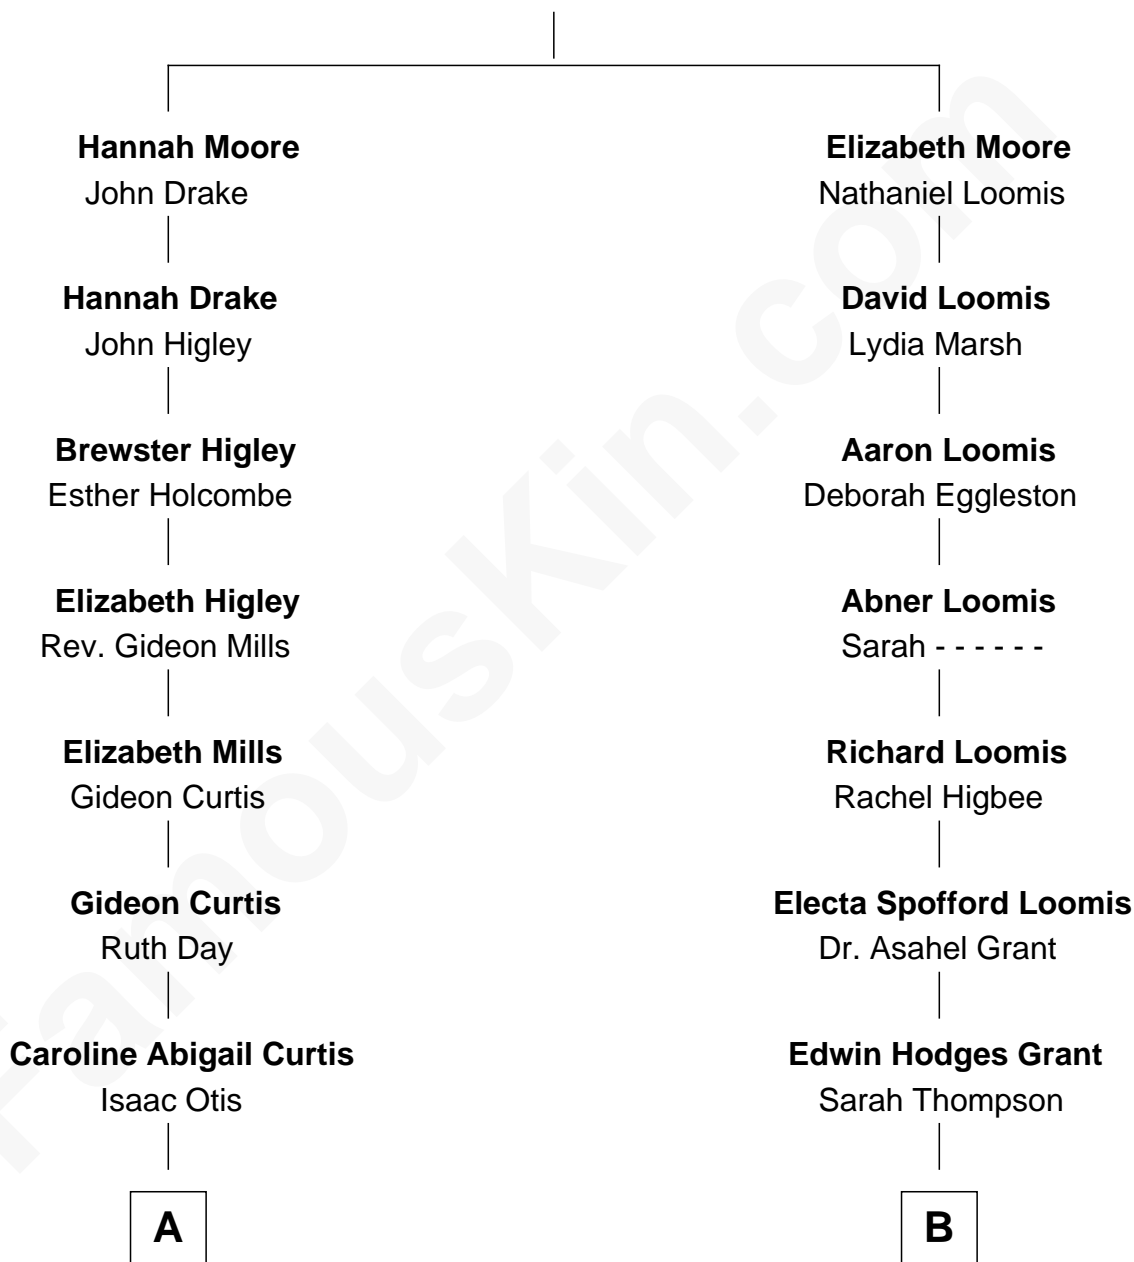 Hannah Moore
John Drake
Elizabeth Moore
Nathaniel Loomis
Hannah Drake
John Higley
David Loomis
Lydia Marsh
Brewster Higley
Esther Holcombe
Aaron Loomis
Deborah Eggleston
Elizabeth Higley
Rev. Gideon Mills
Abner Loomis
Sarah - - - - - -
Elizabeth Mills
Gideon Curtis
Richard Loomis
Rachel Higbee
Gideon Curtis
Ruth Day
Electa Spofford Loomis
Dr. Asahel Grant
Caroline Abigail Curtis
Isaac Otis
Edwin Hodges Grant
Sarah Thompson
A
B
FamousKin.com